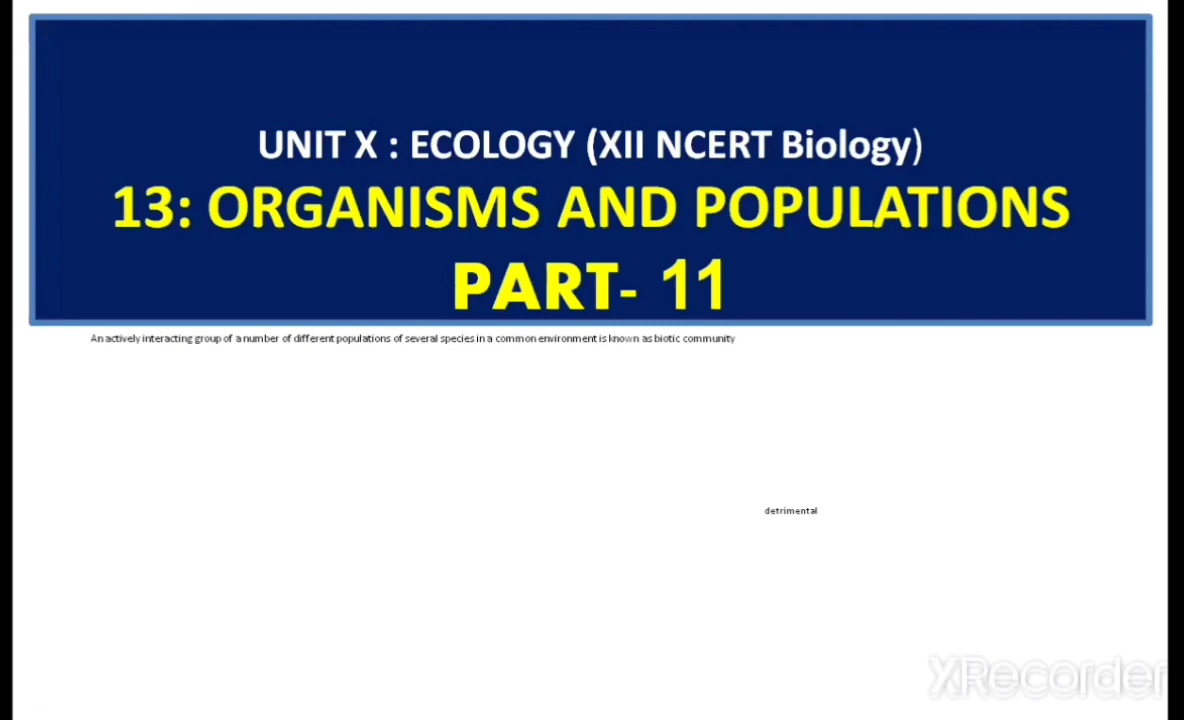 UNIT X : ECOLOGY (XII NCERT Biology)
13: ORGANISMS AND POPULATIONS
PART- 11
An actively interacting group of a number of different populations of several species in a common environment is known as biotic community
detrimental
XRecorder